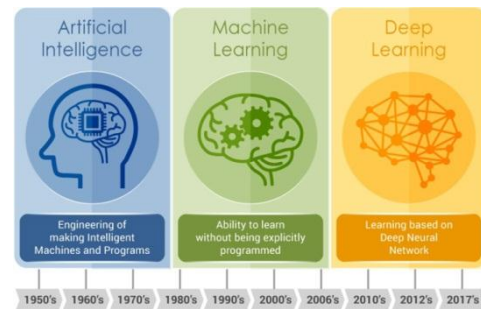 Artificial
Intelligence
Machine
Learning
Deep
Learning
Engineering of
making Intelligent
Machines and Programs
Ability to learn
without being explicitly
programmed
Learning based on
Deep Neural
Network
1950's 1960's 1970's 1980's 1990's 2000's 2006's 2010's 2012's 2017's